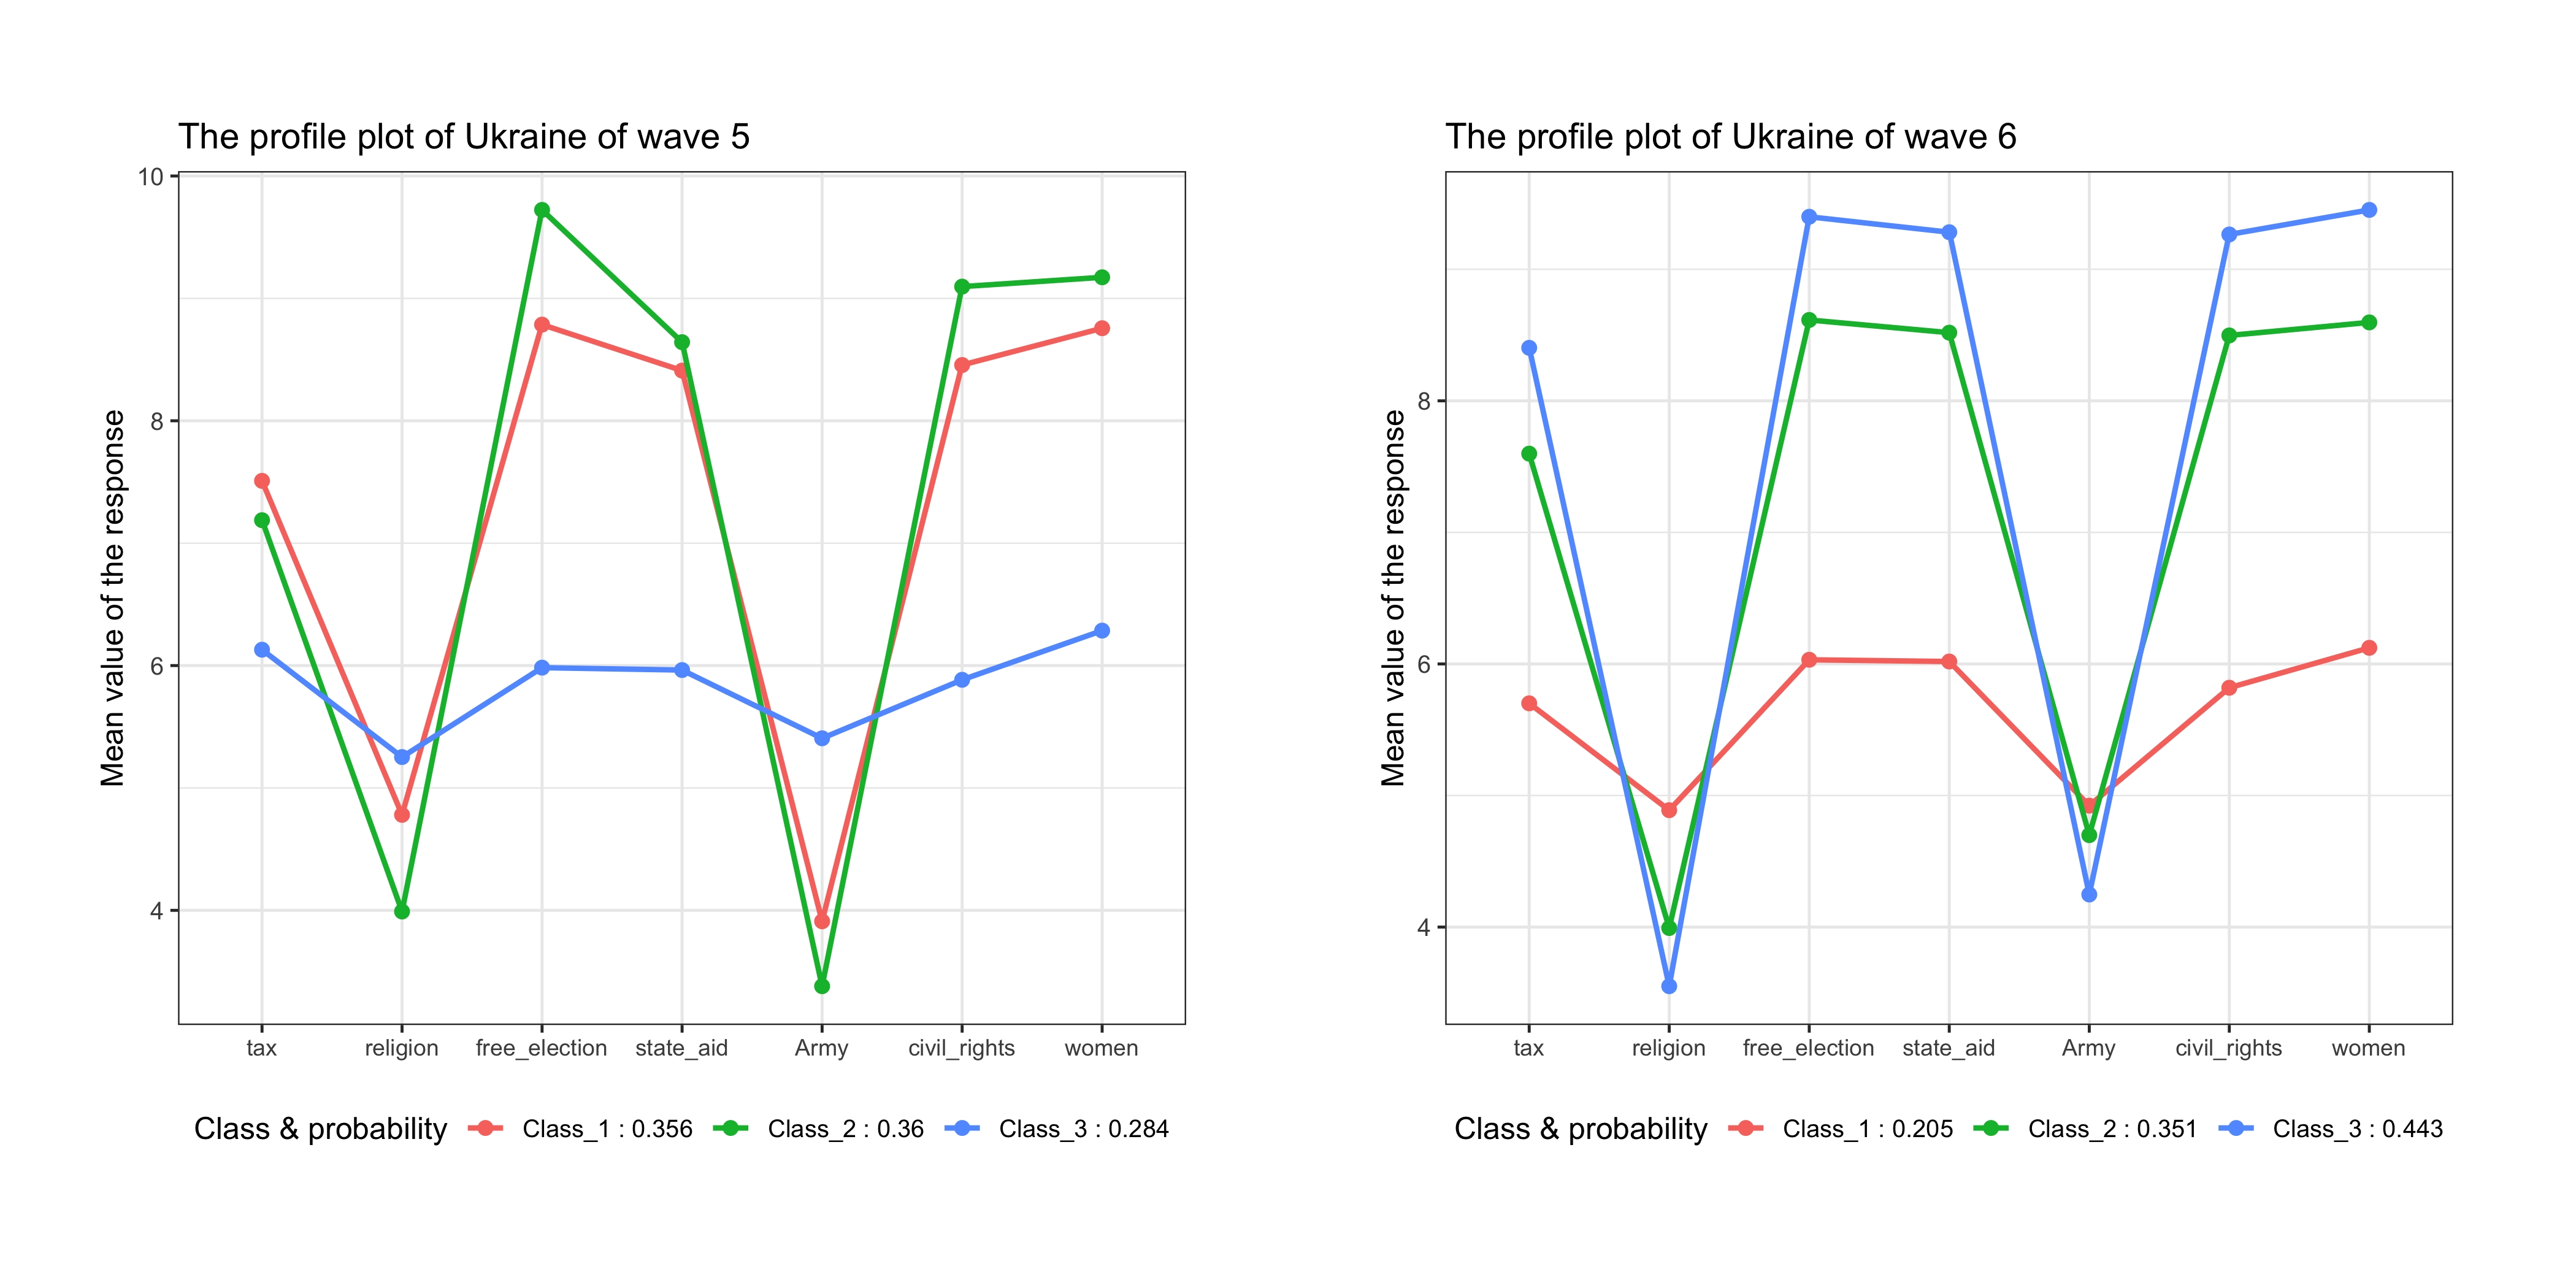 The profile plot of Ukraine of wave 5
Mean value of the response
10
8
6
4
tax religion free_election state_aid Army civil_rights women
Class & probability Class_1 : 0.356 Class_2 : 0.36 Class_3 : 0.284
The profile plot of Ukraine of wave 6
Mean value of the response
8
6
4
tax religion free_election state_aid Army civil_rights women
Class & probability Class_1 : 0.205 Class_2 : 0.351 Class_3 : 0.443